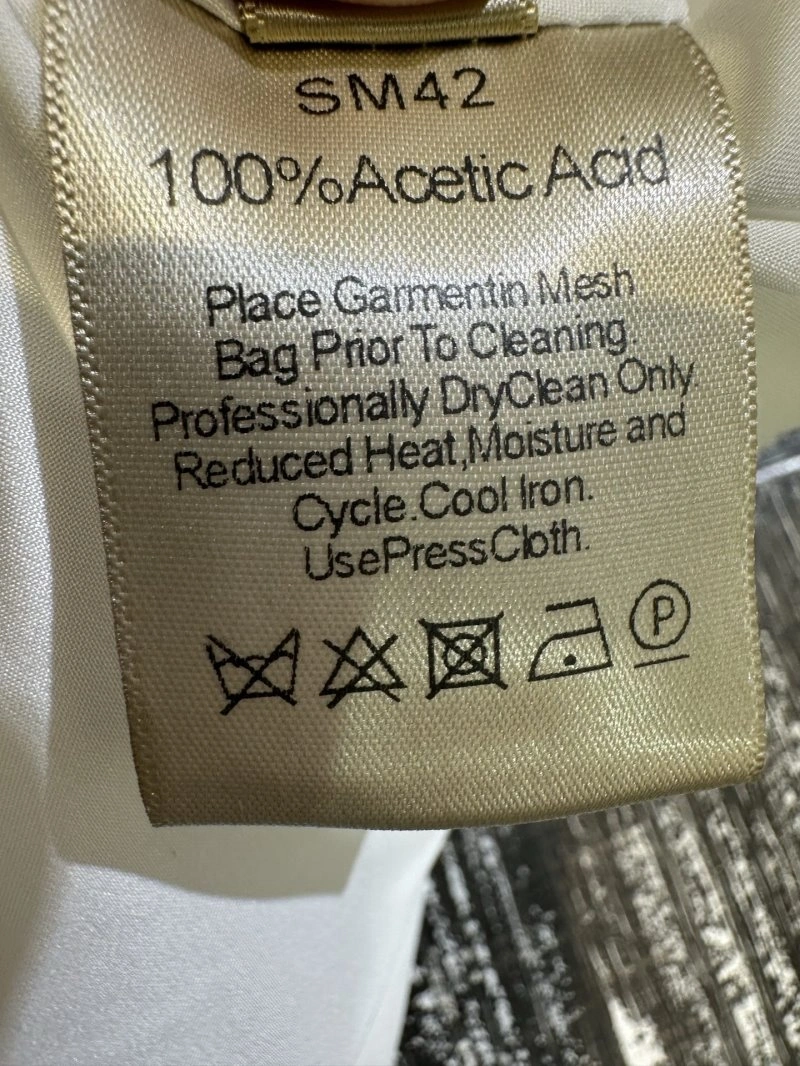 SM42
100%Acetic Acid
Place Garmentin Mesh
Bag Prior To Cleaning.
Professionally DryClean Only
Reduced Heat,Moisture and
Cycle.Cool Iron.
UsePressCloth.
P